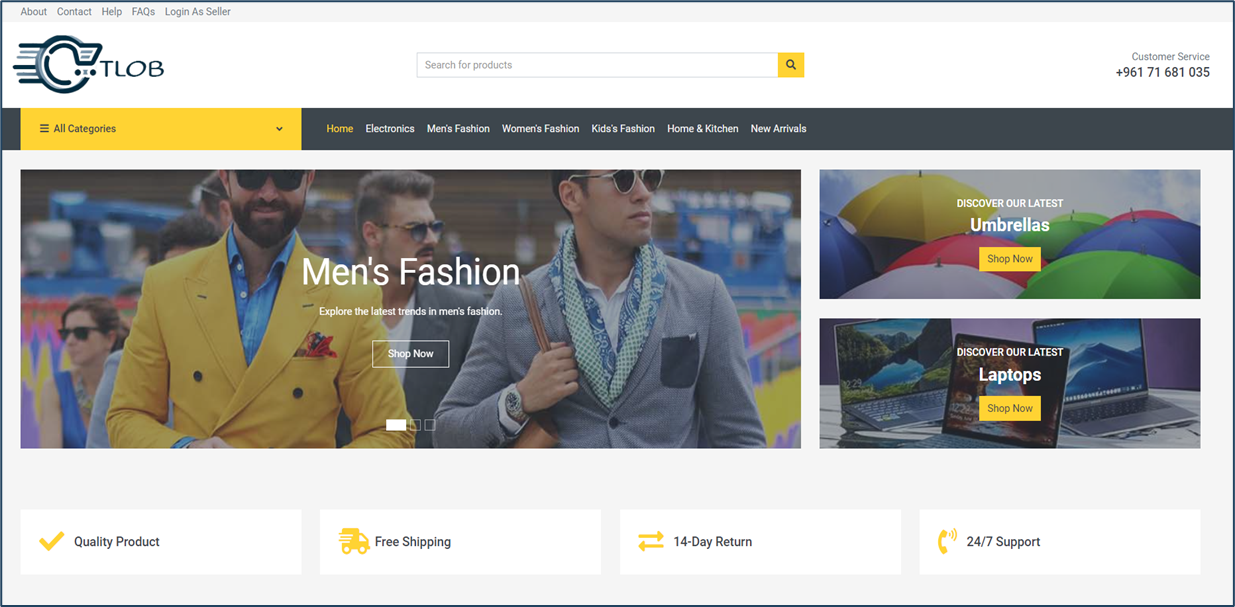 About Contact Help FAQs Login As Seller
TLOB
Search for products
Customer Service
+961 71 681 035
All Categories
Home Electronics Men's Fashion Women's Fashion Kids's Fashion Home & Kitchen New Arrivals
Men's Fashion
Explore the latest trends in men's fashion.
Shop Now
DISCOVER OUR LATEST
Umbrellas
Shop Now
DISCOVER OUR LATEST
Laptops
Shop Now
Quality Product
Free Shipping
14-Day Return
24/7 Support